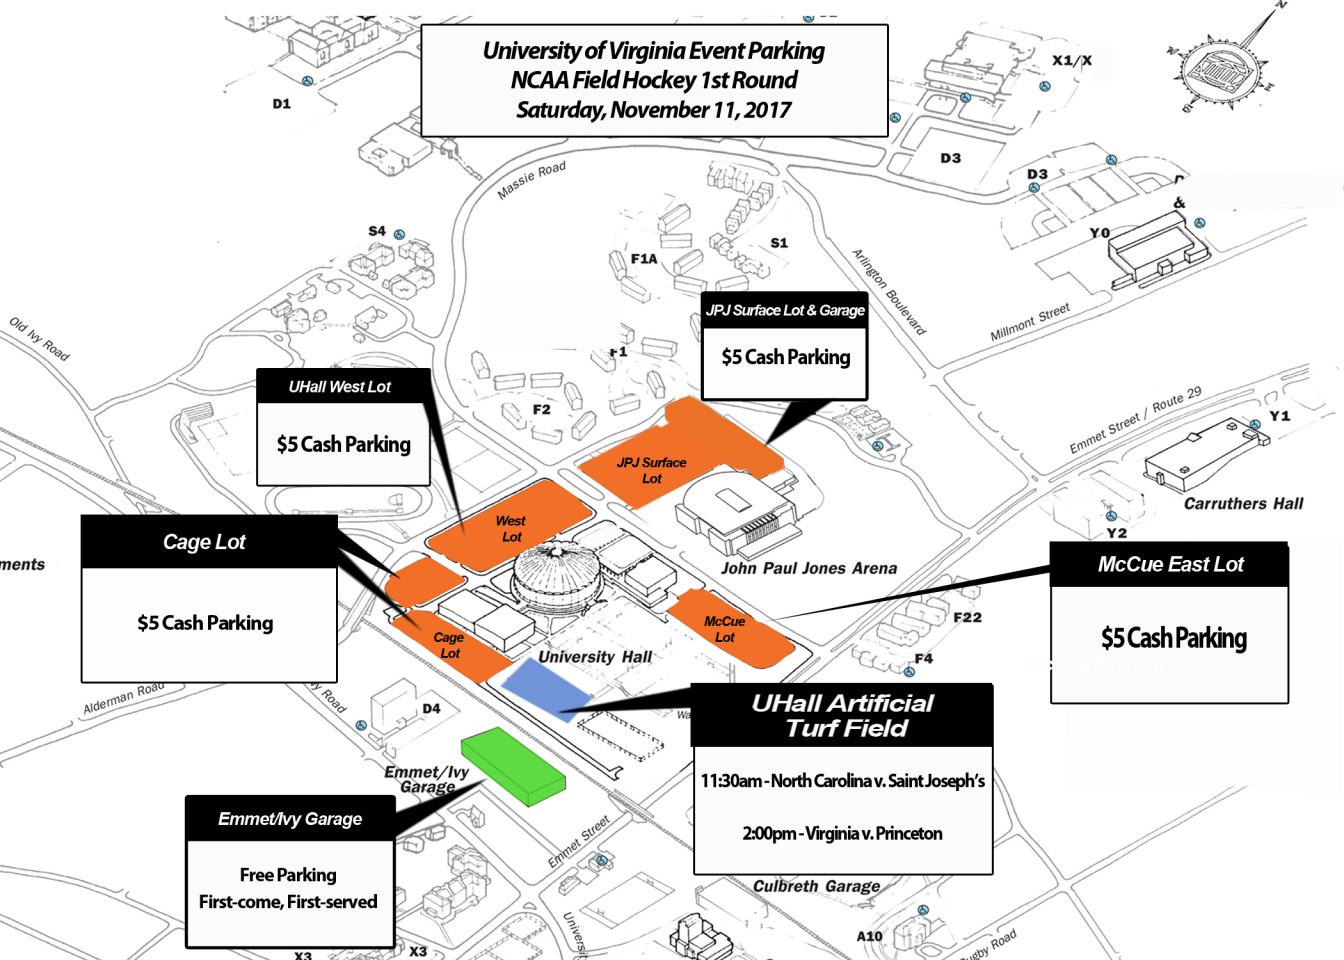 University of Virginia Event Parking
NCAA Field Hockey 1st Round
Saturday, November 11, 2017
N
S
D1
X1/X
D3
D3
&
Y0
Massie Road
S4
F1A
S1
Arlington Boulevard
Millmont Street
Old Ivy Road
JPJ Surface Lot & Garage
$5 Cash Parking
F1
F2
UHall West Lot
$5 Cash Parking
Emmet Street / Route 29
Y1
JPJ Surface
Lot
Carruthers Hall
Y2
West
Lot
Cage Lot
$5 Cash Parking
John Paul Jones Arena
McCue East Lot
$5 Cash Parking
ments
McCue
Lot
F22
F4
Cage
Lot
University Hall
Alderman Road
Road
D4
UHall Artificial
Turf Field
11:30am - North Carolina v. Saint Joseph's
2:00pm - Virginia v. Princeton
Emmet/Ivy
Garage
Emmet/Ivy Garage
Free Parking
First-come, First-served
Emmet Street
Culbreth Garage
A10
Rugby Road
Universi
X3
X3